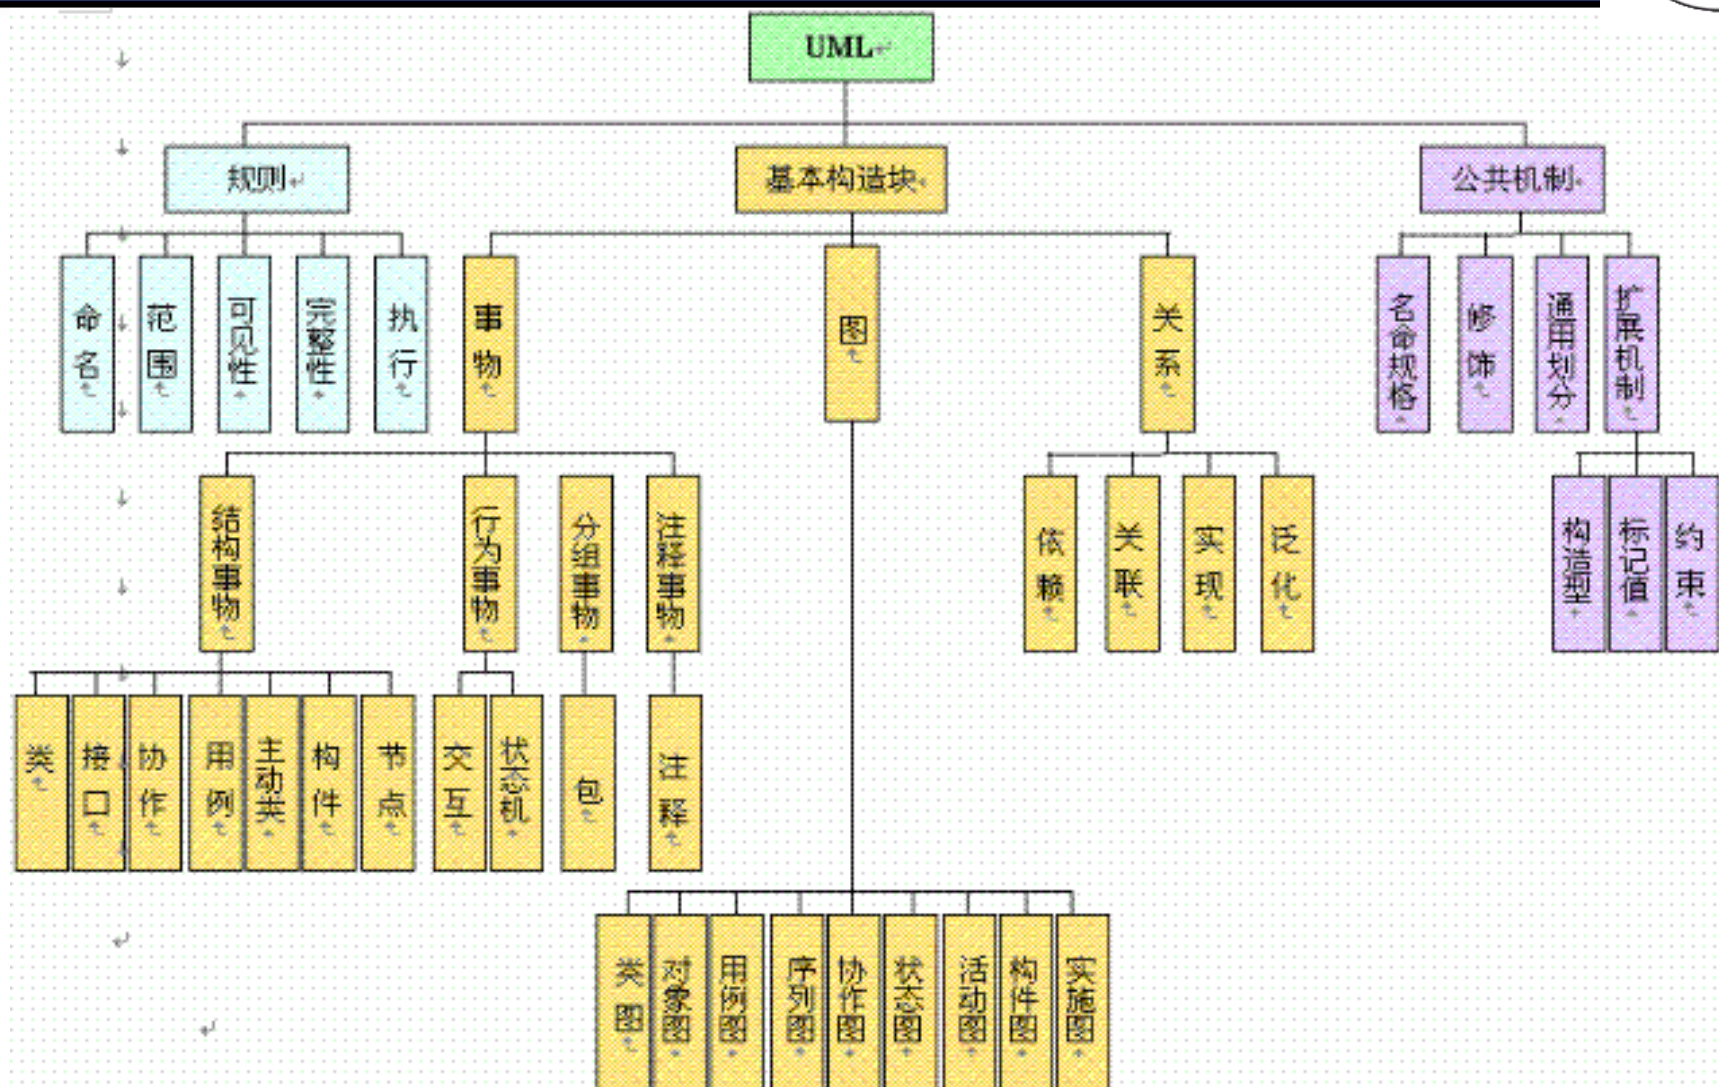 UML
规则
基本构造块
公共机制
命名
范围
可见性
完整性
执行
事物
图
关系
名命规格
修饰
通用划分
扩展机制
结构事物
行为事物
分组事物
注释事物
依赖
关联
实现
泛化
构造型
标记值
约束
类
接口
协作
用例
主动类
构件
节点
交互
状态机
包
注释
类图
对象图
用例图
序列图
协作图
状态图
活动图
构件图
实施图